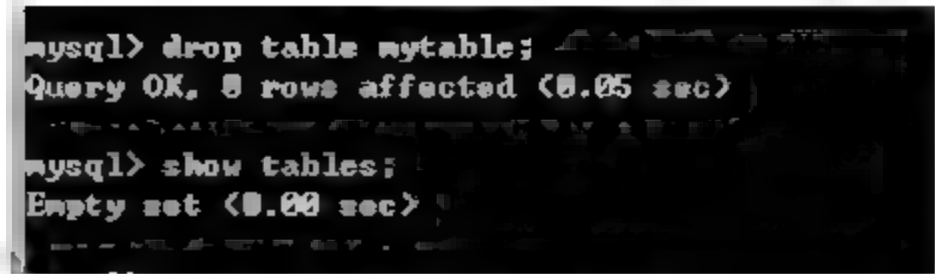 mysql> drop table mytable;
Query OK, 0 rows affected (0.05 sec)
mysql> show tables;
Empty set (0.00 sec)